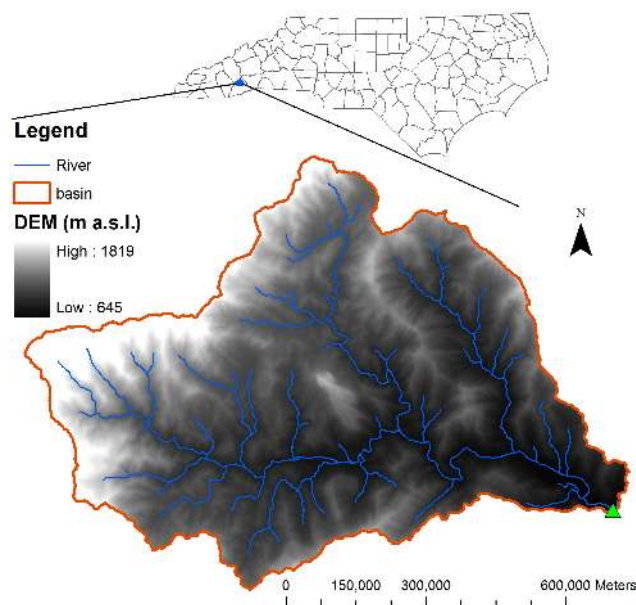 Legend
River
basin
DEM (m a.s.l.)
High : 1819
Low : 645
N
0 150,000 300,000 600,000 Meters